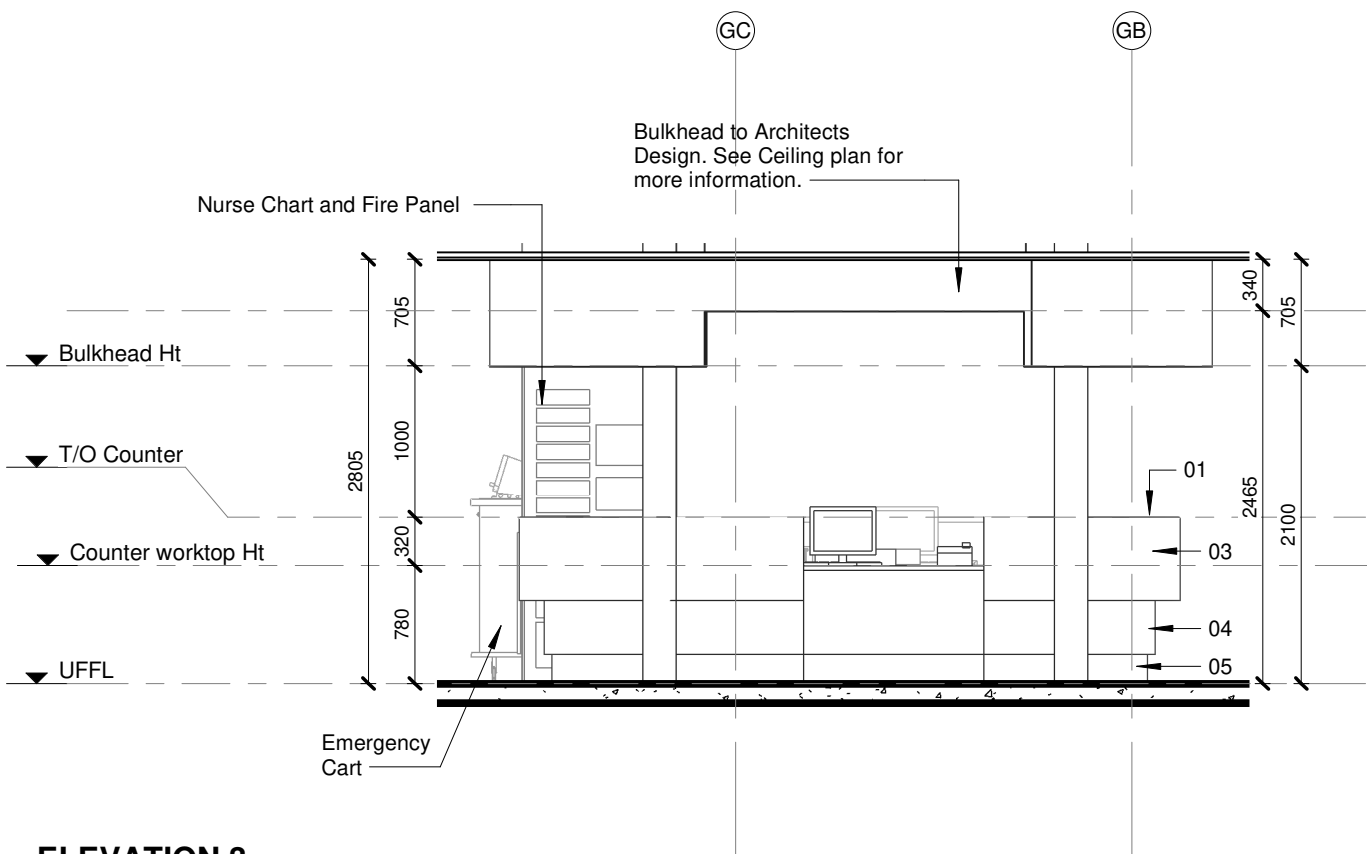 GC
GB
Bulkhead to Architects
Design. See Ceiling plan for
more information.
Nurse Chart and Fire Panel
705
340
705
Bulkhead Ht
1000
T/O Counter
2805
01
2465
2100
320
Counter worktop Ht
03
780
04
05
UFFL
Emergency
Cart